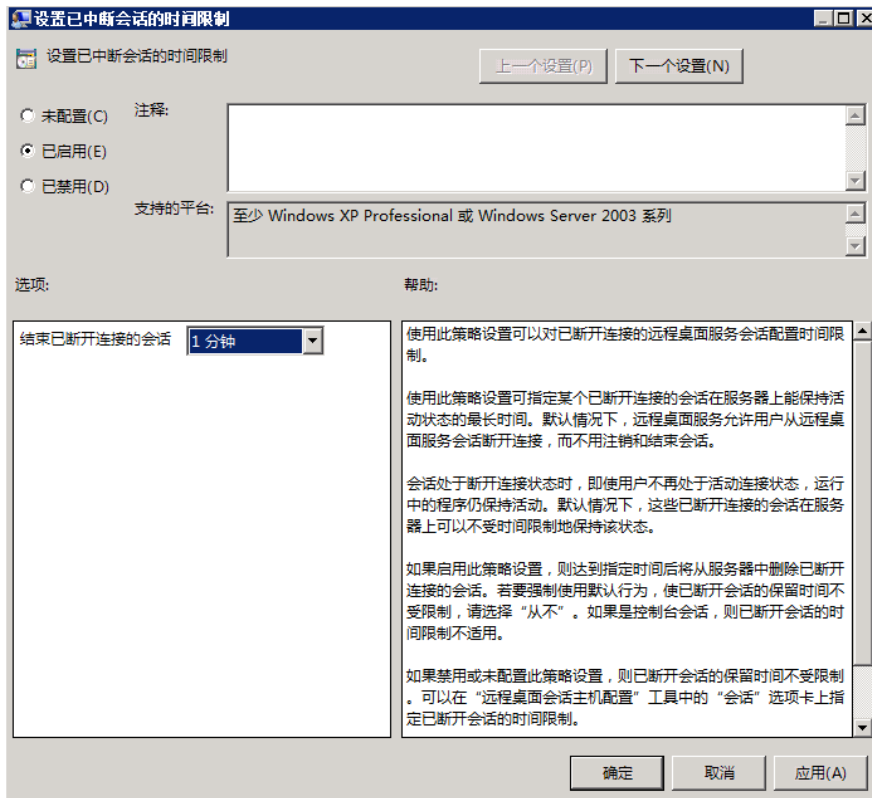 设置已中断会话的时间限制
设置已中断会话的时间限制
上一个设置(P)
下一个设置(N)
未配置(C)
注释:
已启用(E)
已禁用(D)
支持的平台:
至少 Windows XP Professional 或 Windows Server 2003 系列
选项:
帮助:
结束已断开连接的会话
1 分钟
使用此策略设置可以对已断开连接的远程桌面服务会话配置时间限
制。
使用此策略设置可指定某个已断开连接的会话在服务器上能保持活
动状态的最长时间。默认情况下，远程桌面服务允许用户从远程桌
面服务会话断开连接，而不用注销和结束会话。
会话处于断开连接状态时，即使用户不再处于活动连接状态，运行
中的程序仍保持活动。默认情况下，这些已断开连接的会话在服务
器上可以不受时间限制地保持该状态。
如果启用此策略设置，则达到指定时间后将从服务器中删除已断开
连接的会话。若要强制使用默认行为，使已断开会话的保留时间不
受限制，请选择“从不”。如果是控制台会话，则已断开会话的时
间限制不适用。
如果禁用或未配置此策略设置，则已断开会话的保留时间不受限制
。可以在“远程桌面会话主机配置”工具中的“会话”选项卡上指
定已断开会话的时间限制。
确定
取消
应用(A)